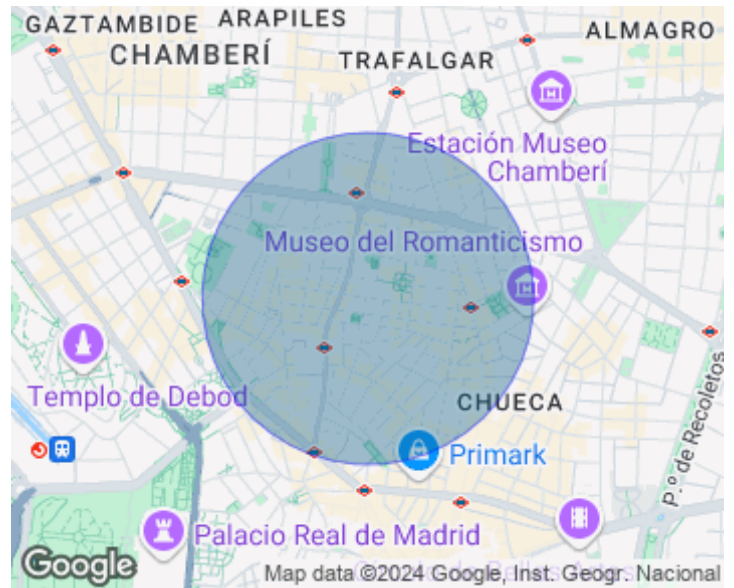 GAZTAMBIDE
ARAPILES
ALMAGRO
CHAMBERÍ
TRAFALGAR
Estación Museo
Chamberí
Museo del Romanticismo
Templo de Debod
CHUECA
Primark
P.º de Recoletos
Palacio Real de Madrid
Google
Map data ©2024 Google, Inst. Geogr. Nacional